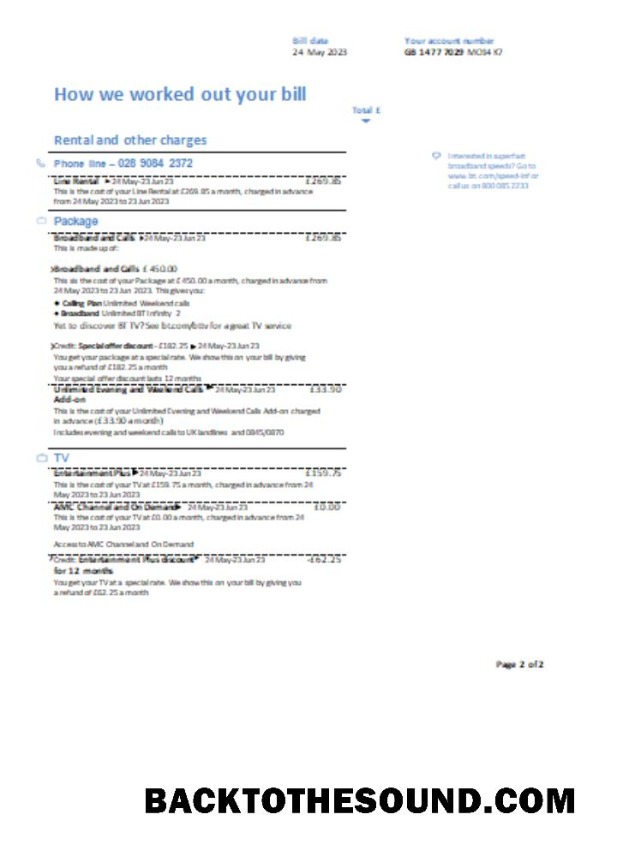 Bill date
24 May 2023
Your account number
GB 1477 7029 MOS4 K7
How we worked out your bill
Total £
Rental and other charges
Phone line – 028 9084 2372
Line Rental 24 May-23 Jun 23 £269.85
This is the cost of your Line Rental at £269.85 a month, charged in advance
from 24 May 2023 to 23 Jun 2023
Interested in superfast
broadband speeds? Go to
www.bt.com/speed-inf or
call us on 800 085 2233
Package
Broadband and Calls 24 May-23 Jun 23 £269.85
This is made up of:
Broadband and Calls £450.00
This is the cost of your Package at £450.00 a month, charged in advance from
24 May 2023 to 23 Jun 2023. This gives you:
• Calling Plan Unlimited Weekend calls
• Broadband Unlimited BT Infinity 2
Yet to discover BT TV? See bt.com/bttv for a great TV service
Credit: Special offer discount - £182.25 24 May-23 Jun 23
You get your package at a special rate. We show this on your bill by giving
you a refund of £182.25 a month
Your special offer discount lasts 12 months
Unlimited Evening and Weekend Calls 24 May-23 Jun 23 £33.90
Add-on
This is the cost of your Unlimited Evening and Weekend Calls Add-on charged
in advance (£33.90 a month)
Includes evening and weekend calls to UK landlines and 0845/0870
TV
Entertainment Plus 24 May-23 Jun 23 £159.75
This is the cost of your TV at £159.75 a month, charged in advance from 24
May 2023 to 23 Jun 2023
AMC Channel and On Demand 24 May-23 Jun 23 £0.00
This is the cost of your TV at £0.00 a month, charged in advance from 24
May 2023 to 23 Jun 2023
Access to AMC Channel and On Demand
Credit: Entertainment Plus discount 24 May-23 Jun 23 -£62.25
for 12 months
You get your TV at a special rate. We show this on your bill by giving you
a refund of £62.25 a month
Page 2 of 2
BACKTOTHESOUND.COM